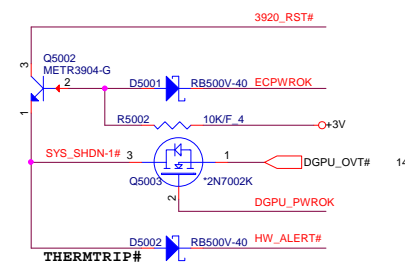 3920_RST#
3
Q5002
METR3904-G
2
D5001 RB500V-40 ECPWROK
R5002 10K/F_4
+3V
1
SYS_SHDN-1# 3 1 DGPU_OVT# 14
Q5003 *2N7002K
2
DGPU_PWROK
D5002 RB500V-40 HW_ALERT#
THERMTRIP#